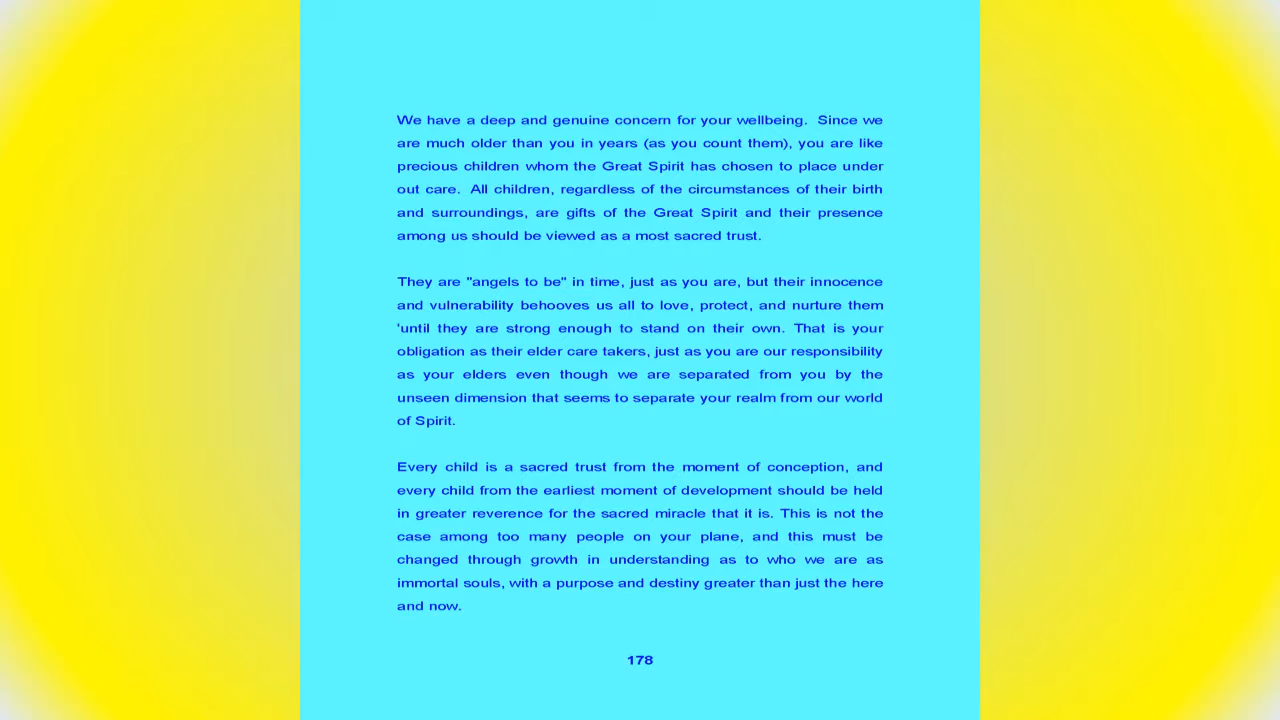 We have a deep and genuine concern for your wellbeing.  Since we
are much older than you in years (as you count them), you are like
precious children whom the Great Spirit has chosen to place under
out care.  All children, regardless of the circumstances of their birth
and surroundings, are gifts of the Great Spirit and their presence
among us should be viewed as a most sacred trust.
They are "angels to be" in time, just as you are, but their innocence
and vulnerability behooves us all to love, protect, and nurture them
'until they are strong enough to stand on their own. That is your
obligation as their elder care takers, just as you are our responsibility
as your elders even though we are separated from you by the
unseen dimension that seems to separate your realm from our world
of Spirit.
Every child is a sacred trust from the moment of conception, and
every child from the earliest moment of development should be held
in greater reverence for the sacred miracle that it is. This is not the
case among too many people on your plane, and this must be
changed through growth in understanding as to who we are as
immortal souls, with a purpose and destiny greater than just the here
and now.
178